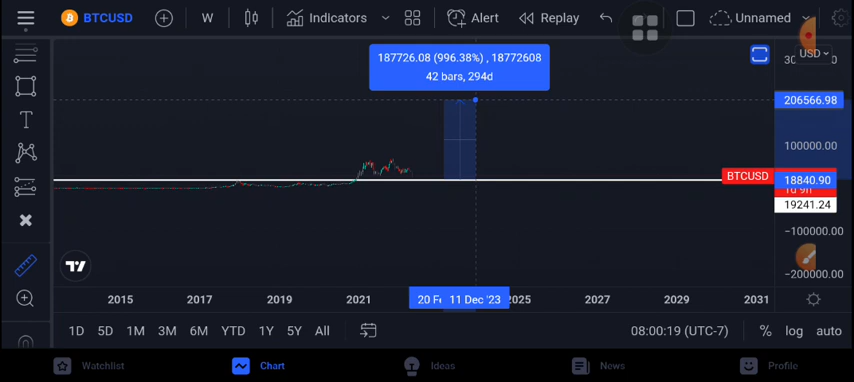 BTCUSD W Indicators Alert Replay Unnamed
187726.08 (996.38%) , 18772608
42 bars, 294d
USD
206566.98
100000.00
BTCUSD 18840.90
19241.24
−100000.00
−200000.00
2015 2017 2019 2021 11 Dec '23 2025 2027 2029 2031
1D 5D 1M 3M 6M YTD 1Y 5Y All 08:00:19 (UTC-7) % log auto
Watchlist Chart Ideas News Profile